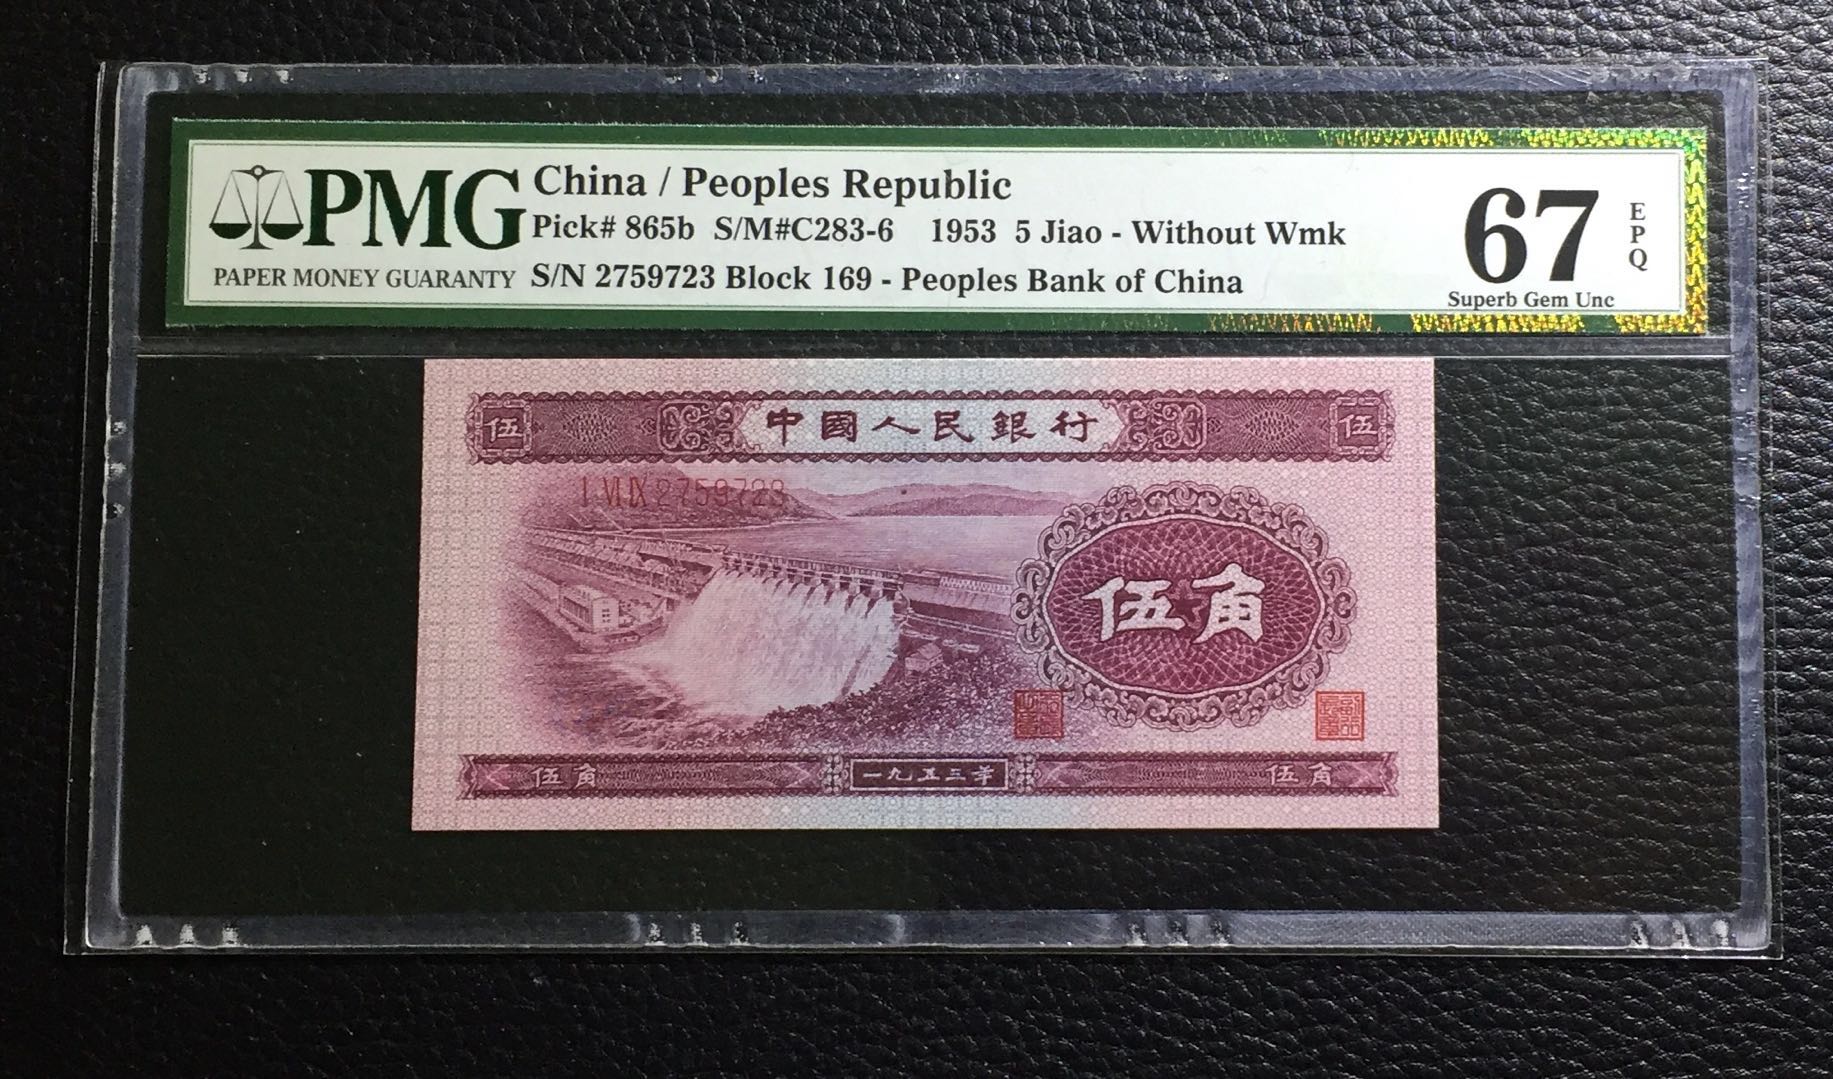 PMG
PAPER MONEY GUARANTY
China / Peoples Republic
Pick# 865b S/M#C283-6 1953 5 Jiao - Without Wmk
S/N 2759723 Block 169 - Peoples Bank of China
67
EPQ
Superb Gem Unc
伍 中國人民銀行 伍
I VI IX 2759723
伍角
伍角 一九五三年 伍角